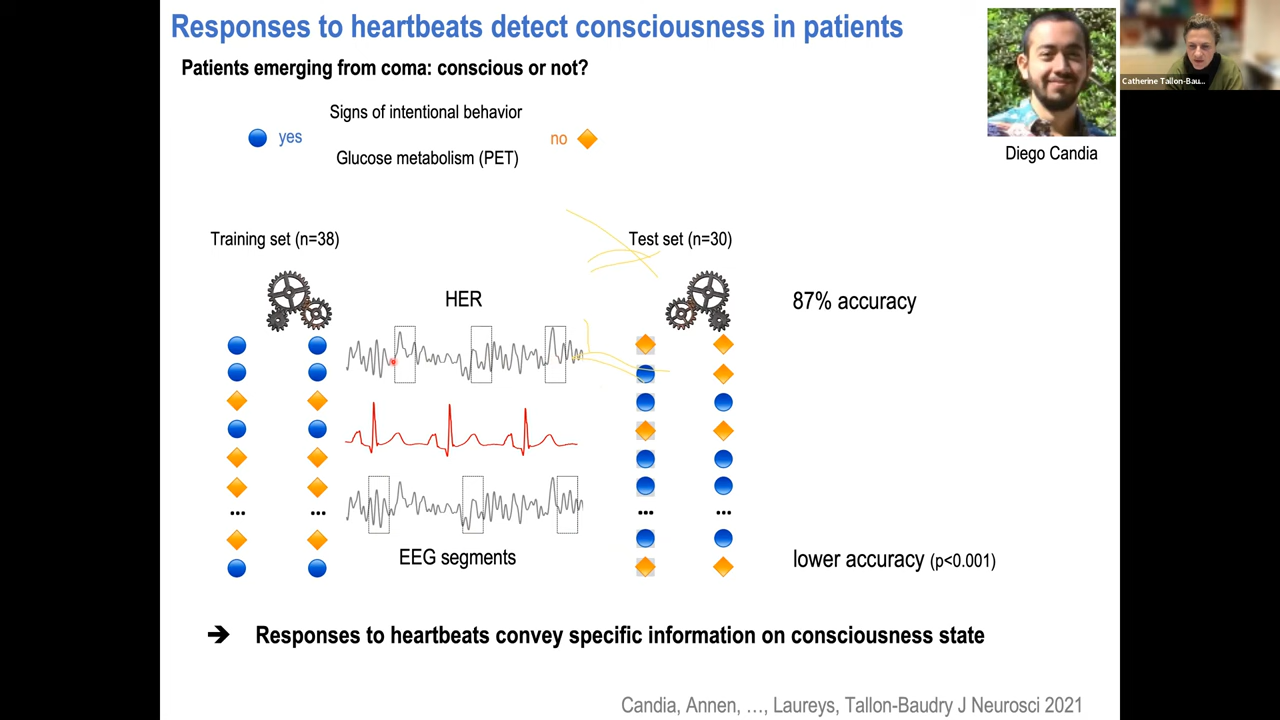 Responses to heartbeats detect consciousness in patients
Patients emerging from coma: conscious or not?
Signs of intentional behavior
yes
no
Glucose metabolism (PET)
Catherine Tallon-Bau...
Diego Candia
Training set (n=38)
Test set (n=30)
HER
87% accuracy
...
...
...
...
EEG segments
lower accuracy (p<0.001)
➔ Responses to heartbeats convey specific information on consciousness state
Candia, Annen, …, Laureys, Tallon-Baudry J Neurosci 2021